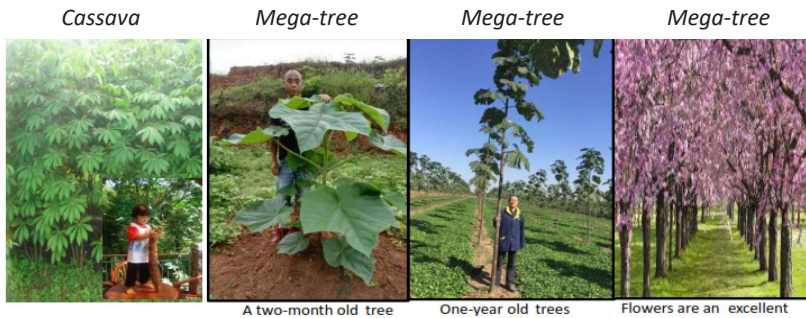 Cassava
Mega-tree
Mega-tree
Mega-tree
A two-month old tree
One-year old trees
Flowers are an excellent